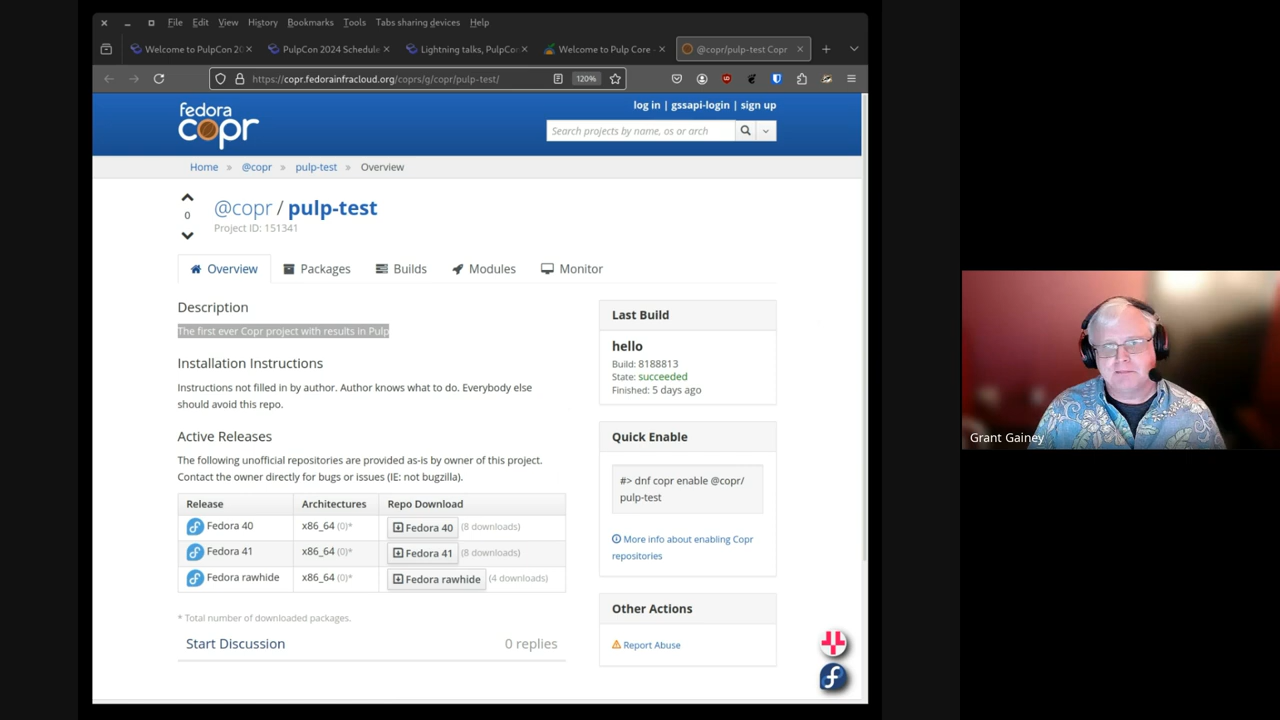 File Edit View History Bookmarks Tools Tabs sharing devices Help
Welcome to PulpCon 2
PulpCon 2024 Schedule
Lightning talks, PulpCon
Welcome to Pulp Core -
@copr/pulp-test Copr
https://copr.fedorainfracloud.org/coprs/g/copr/pulp-test/
120%
fedora
copr
log in | gssapi-login | sign up
Search projects by name, os or arch
Home » @copr » pulp-test » Overview
0
@copr / pulp-test
Project ID: 151341
Overview Packages Builds Modules Monitor
Description
The first ever Copr project with results in Pulp
Installation Instructions
Instructions not filled in by author. Author knows what to do. Everybody else
should avoid this repo.
Active Releases
The following unofficial repositories are provided as-is by owner of this project.
Contact the owner directly for bugs or issues (IE: not bugzilla).
Release Architectures Repo Download
Fedora 40 x86_64 (0)* Fedora 40 (8 downloads)
Fedora 41 x86_64 (0)* Fedora 41 (8 downloads)
Fedora rawhide x86_64 (0)* Fedora rawhide (4 downloads)
* Total number of downloaded packages.
Start Discussion 0 replies
Last Build
hello
Build: 8188813
State: succeeded
Finished: 5 days ago
Quick Enable
#> dnf copr enable @copr/
pulp-test
More info about enabling Copr
repositories
Other Actions
Report Abuse
Grant Gainey